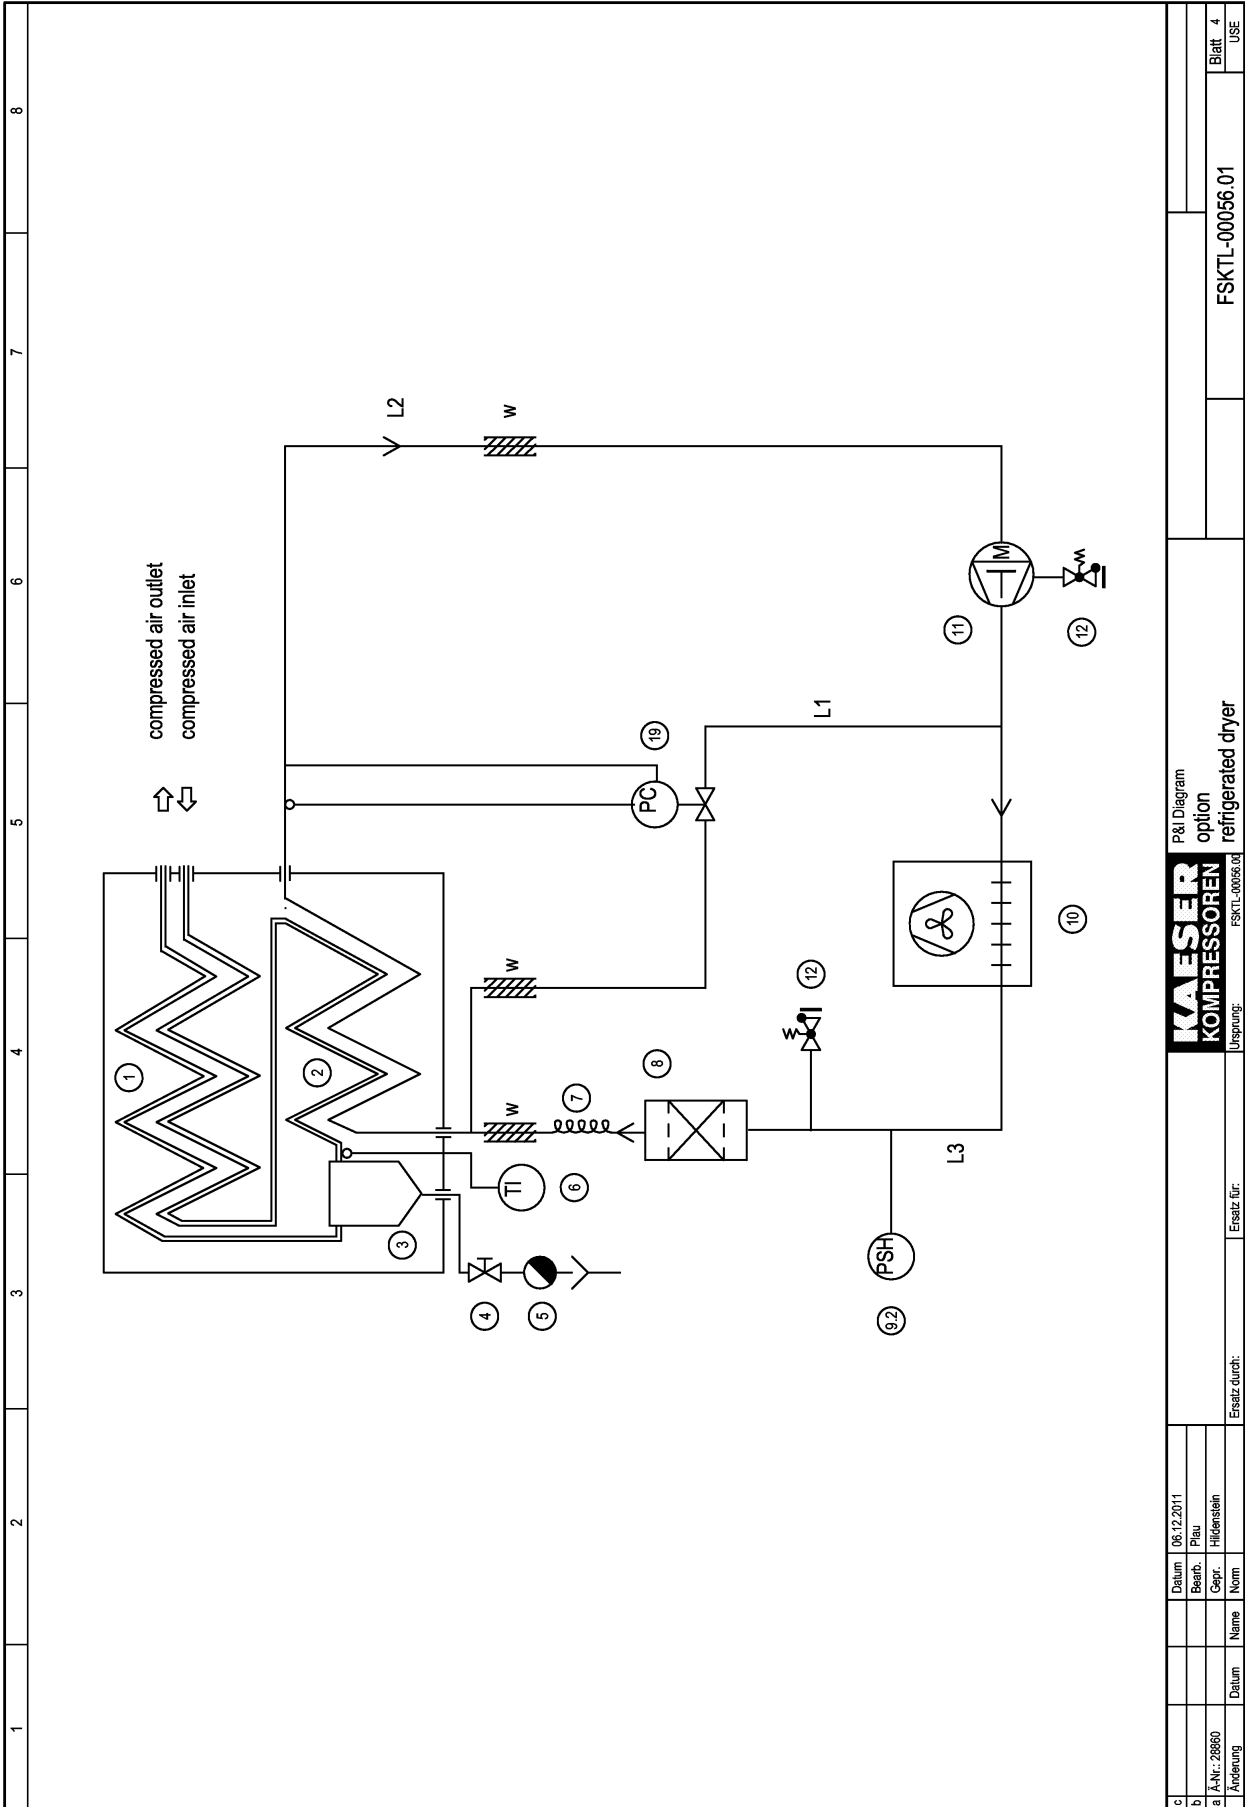 1
2
3
4
5
6
7
8
compressed air outlet
compressed air inlet
1
2
3
4
5
TI
6
7
8
w
w
w
L2
PC
19
L1
12
PSH
9.2
L3
10
11
M
12
c
b
a
Ä-Nr.: 28860
Änderung
Datum
Name
Datum
06.12.2011
Bearb.
Plau
Gepr.
Hildenstein
Norm
Ersatz durch:
Ersatz für:
Ursprung:
FSKTL-00056.00
KAESER
KOMPRESSOREN
P&I Diagram
option
refrigerated dryer
FSKTL-00056.01
Blatt 4
USE